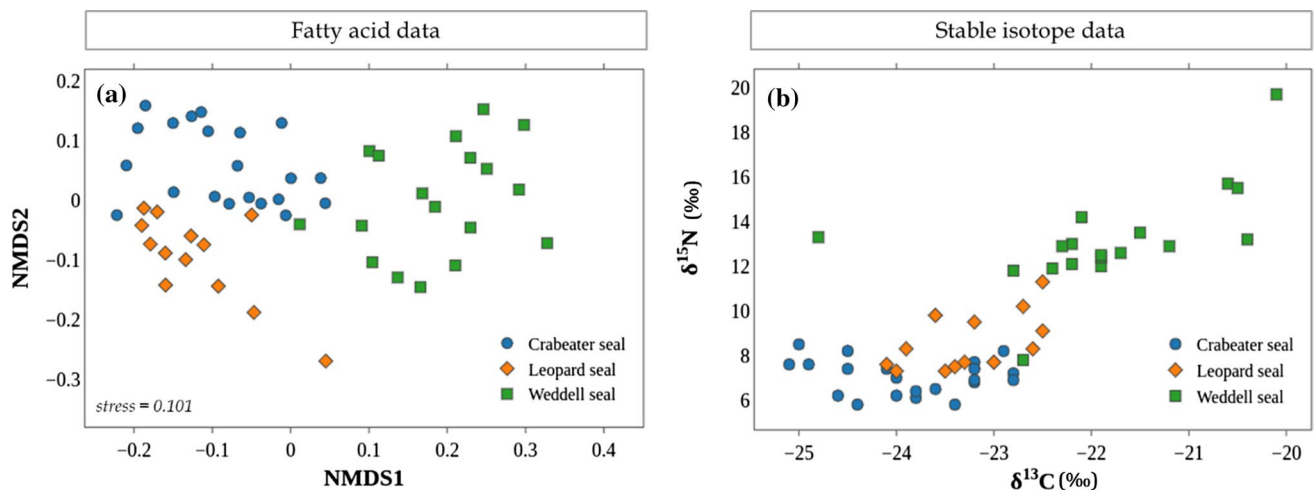 Fatty acid data
Stable isotope data
(a)
0.2
0.1
0
−0.1
−0.2
−0.3
NMDS2
Crabeater seal
Leopard seal
Weddell seal
stress = 0.101
−0.2 −0.1 0 0.1 0.2 0.3 0.4
NMDS1
(b)
20
18
16
14
12
10
8
6
δ¹⁵N (‰)
Crabeater seal
Leopard seal
Weddell seal
−25 −24 −23 −22 −21 −20
δ¹³C (‰)